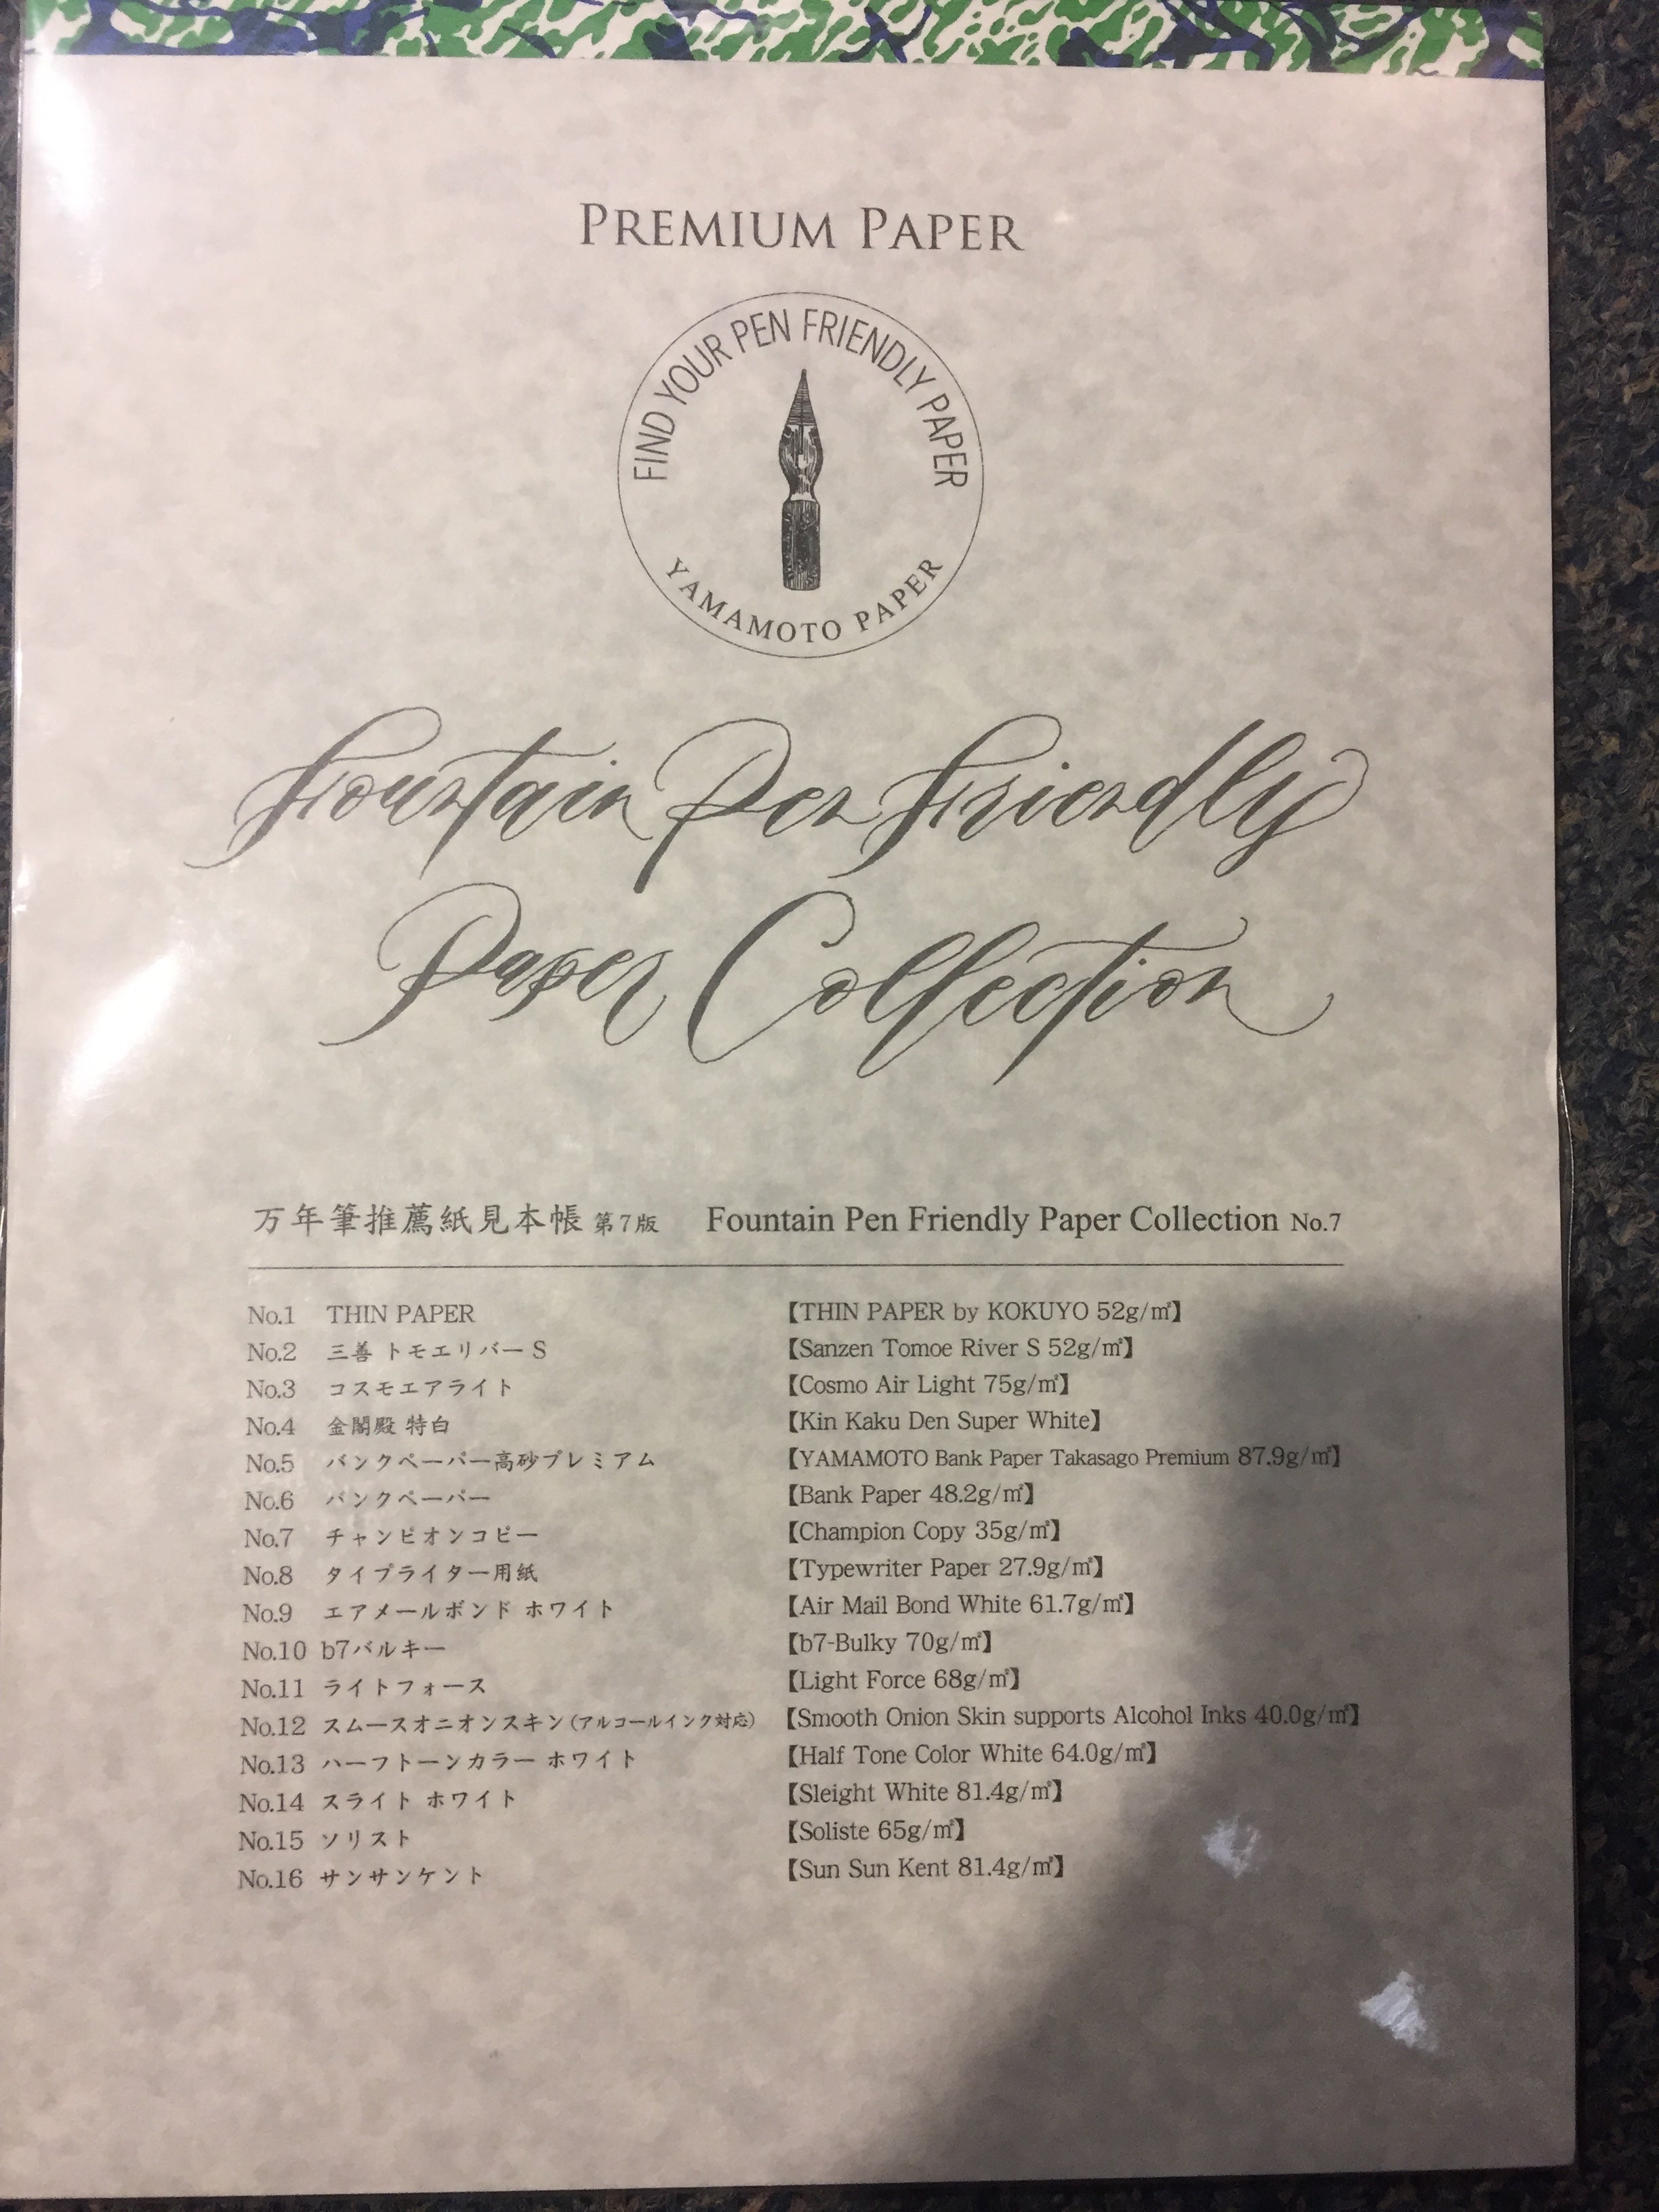 PREMIUM PAPER
FIND YOUR PEN FRIENDLY PAPER
YAMAMOTO PAPER
Fountain Pen Friendly
Paper Collection
万年筆推薦紙見本帳 第7版 Fountain Pen Friendly Paper Collection No.7
No.1 THIN PAPER 【THIN PAPER by KOKUYO 52g/㎡】
No.2 三善 トモエリバー S 【Sanzen Tomoe River S 52g/㎡】
No.3 コスモエアライト 【Cosmo Air Light 75g/㎡】
No.4 金閣殿 特白 【Kin Kaku Den Super White】
No.5 バンクペーパー高砂プレミアム 【YAMAMOTO Bank Paper Takasago Premium 87.9g/㎡】
No.6 バンクペーパー 【Bank Paper 48.2g/㎡】
No.7 チャンピオンコピー 【Champion Copy 35g/㎡】
No.8 タイプライター用紙 【Typewriter Paper 27.9g/㎡】
No.9 エアメールボンド ホワイト 【Air Mail Bond White 61.7g/㎡】
No.10 b7バルキー 【b7-Bulky 70g/㎡】
No.11 ライトフォース 【Light Force 68g/㎡】
No.12 スムースオニオンスキン(アルコールインク対応) 【Smooth Onion Skin supports Alcohol Inks 40.0g/㎡】
No.13 ハーフトーンカラー ホワイト 【Half Tone Color White 64.0g/㎡】
No.14 スライト ホワイト 【Sleight White 81.4g/㎡】
No.15 ソリスト 【Soliste 65g/㎡】
No.16 サンサンケント 【Sun Sun Kent 81.4g/㎡】